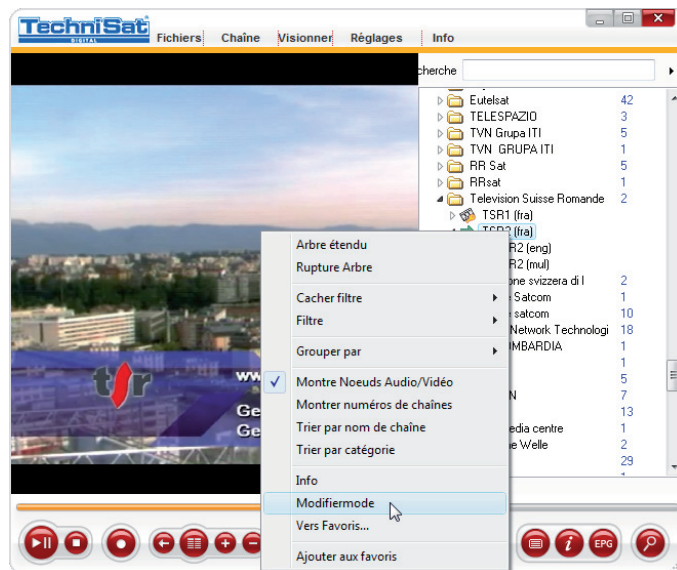 TechniSat
DIGITAL
Fichiers Chaîne Visionner Réglages Info
cherche
Eutelsat 42
TELESPAZIO 3
TVN Grupa ITI 5
TVN GRUPA ITI 1
RR Sat 5
RRsat 1
Television Suisse Romande 2
TSR1 (fra)
TSR2 (fra)
R2 (eng)
R2 (mul)
one svizzera di l 2
Satcom 1
satcom 10
Network Technologi 18
OMBARDIA 1
1
5
N 7
13
edia centre 1
e Welle 2
29
tsr
www
Ge
Ge
Arbre étendu
Rupture Arbre
Cacher filtre
Filtre
Grouper par
Montre Noeuds Audio/Vidéo
Montrer numéros de chaînes
Trier par nom de chaîne
Trier par catégorie
Info
Modifiermode
Vers Favoris...
Ajouter aux favoris
EPG